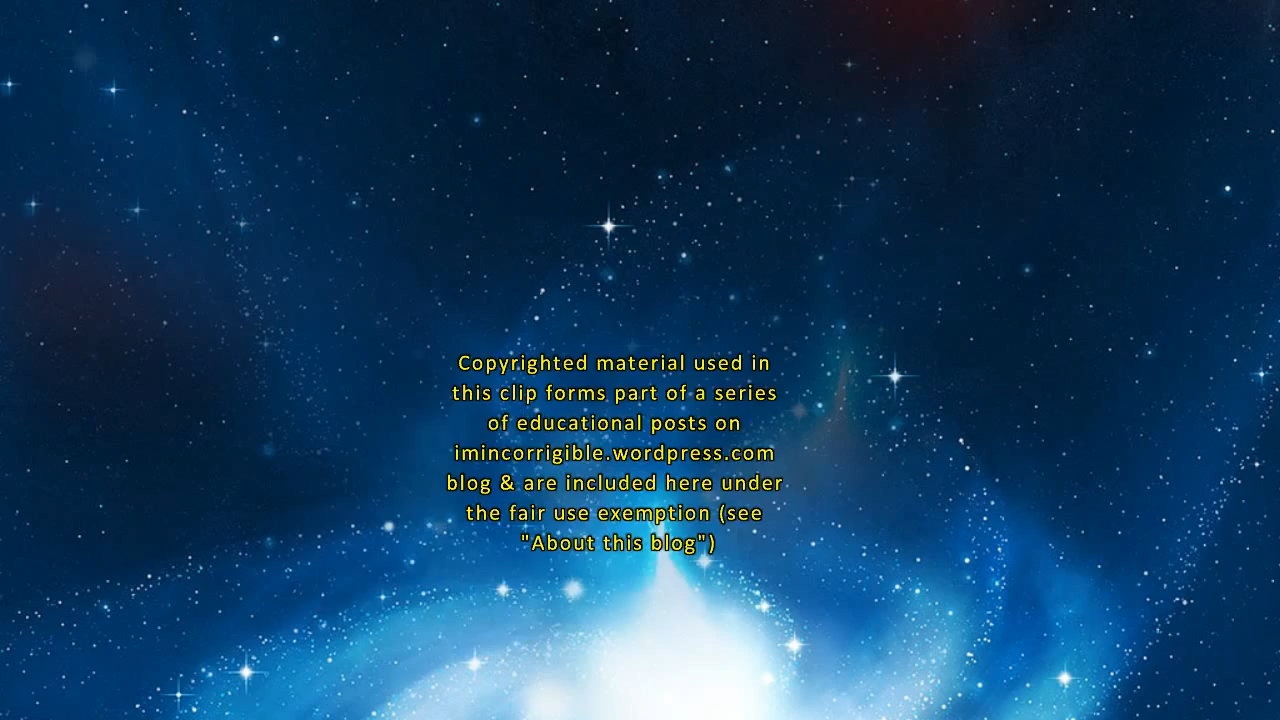 Copyrighted material used in
this clip forms part of a series
of educational posts on
imincorrigible.wordpress.com
blog & are included here under
the fair use exemption (see
"About this blog")